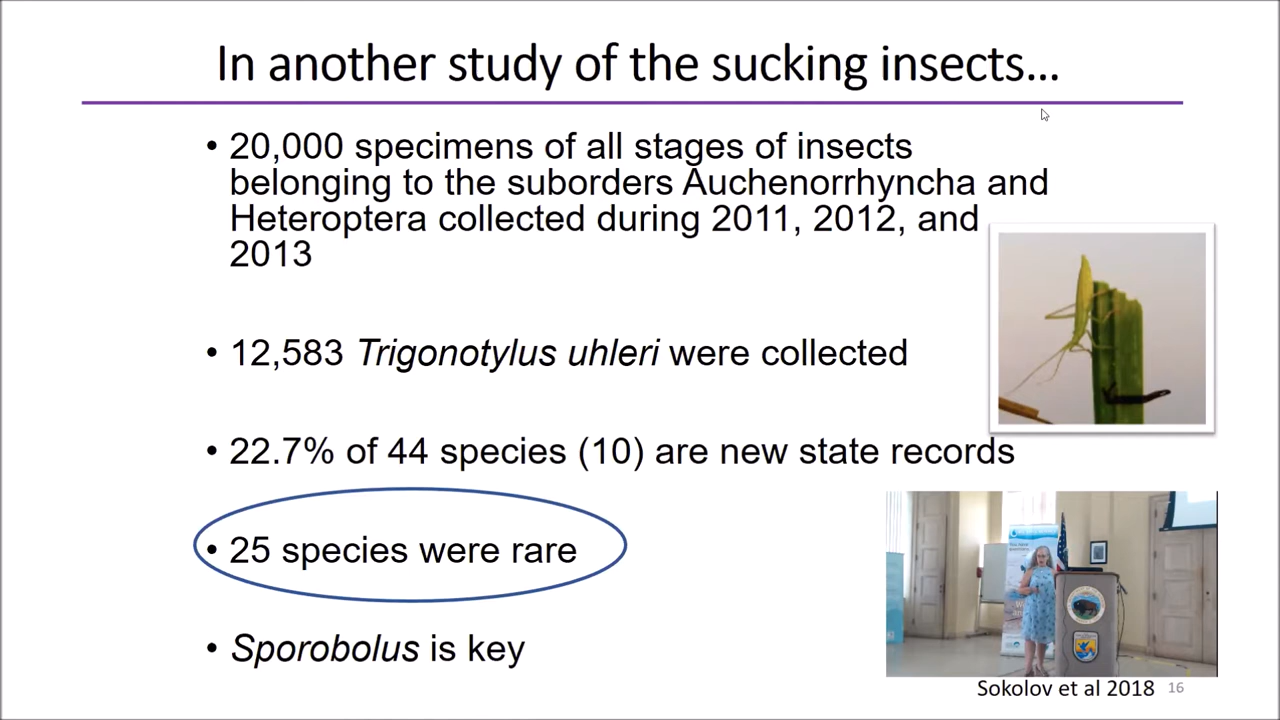 In another study of the sucking insects...
• 20,000 specimens of all stages of insects
belonging to the suborders Auchenorrhyncha and
Heteroptera collected during 2011, 2012, and
2013
• 12,583 Trigonotylus uhleri were collected
• 22.7% of 44 species (10) are new state records
• 25 species were rare
• Sporobolus is key
Sokolov et al 2018 16